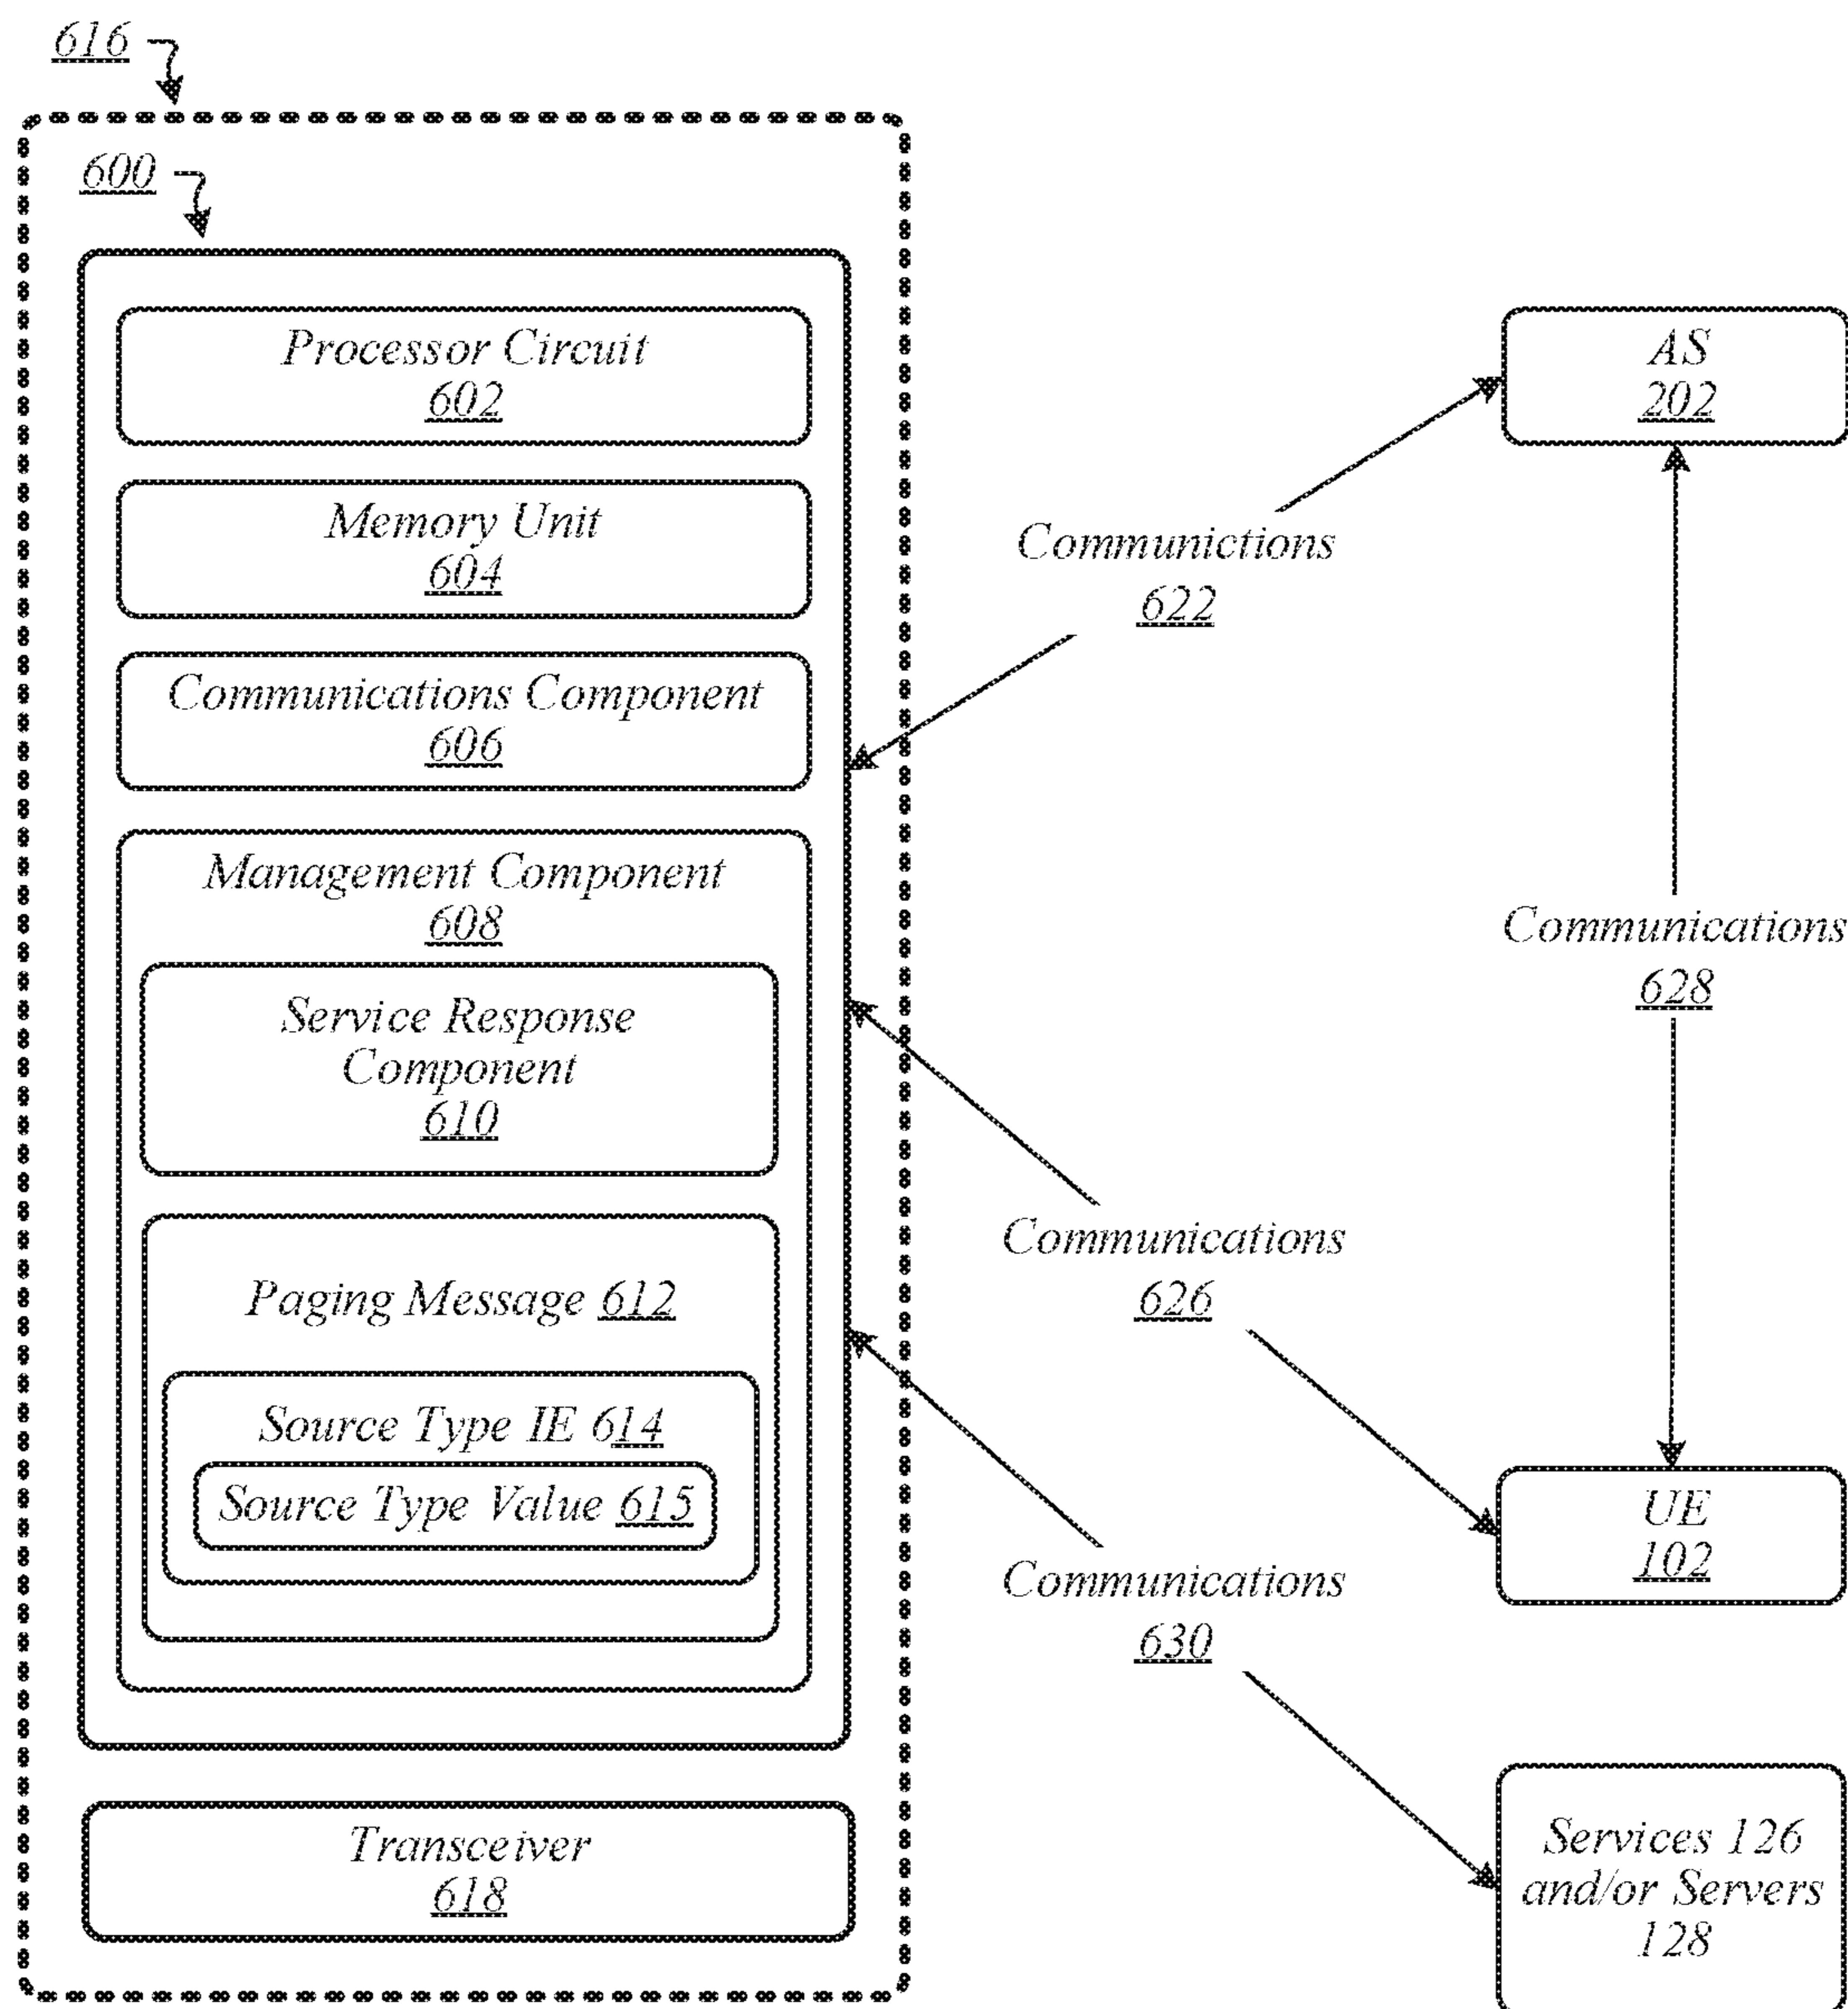 616
600
Processor Circuit
602
Memory Unit
604
Communications Component
606
Management Component
608
Service Response
Component
610
Paging Message 612
Source Type IE 614
Source Type Value 615
Transceiver
618
Communictions
622
Communications
626
Communications
630
AS
202
Communications
628
UE
102
Services 126
and/or Servers
128